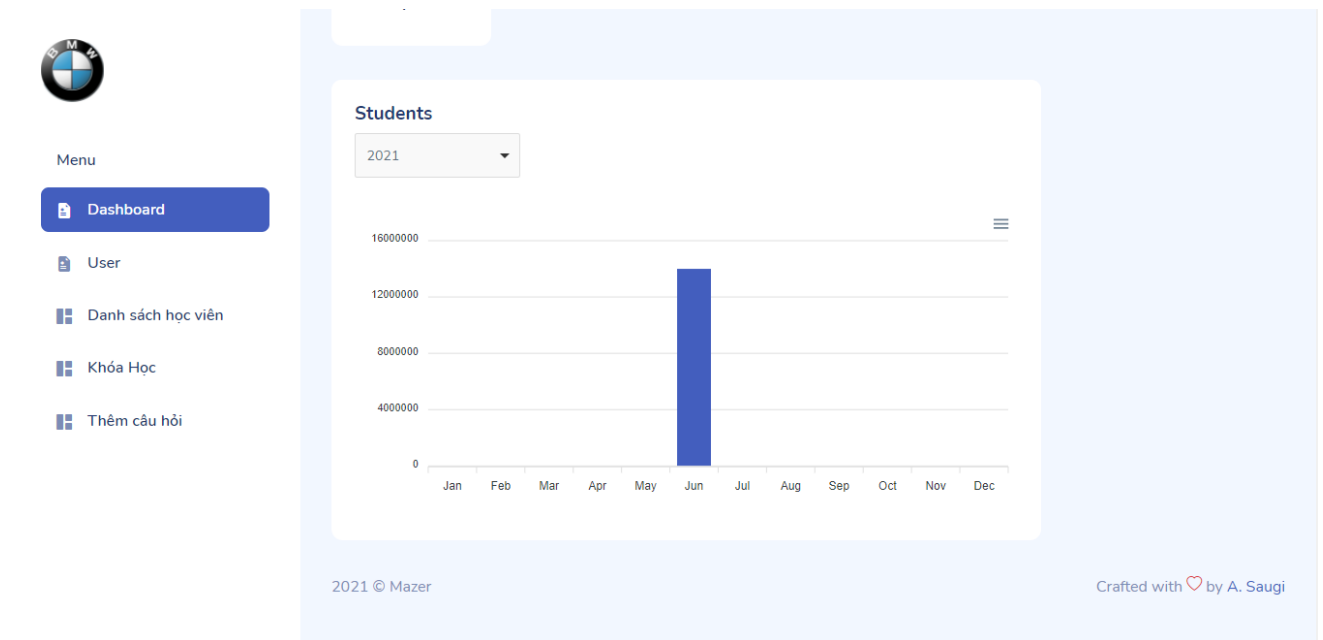 BMW
Menu
Dashboard
User
Danh sách học viên
Khóa Học
Thêm câu hỏi
Students
2021
16000000
12000000
8000000
4000000
0
Jan Feb Mar Apr May Jun Jul Aug Sep Oct Nov Dec
2021 © Mazer
Crafted with ♡ by A. Saugi